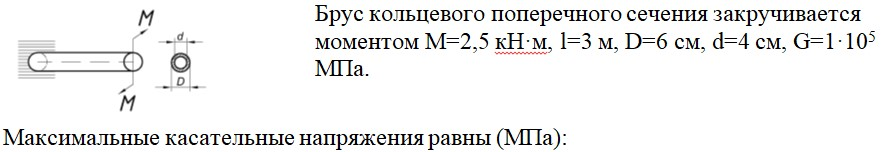 M
d
D
M
Брус кольцевого поперечного сечения закручивается
моментом M=2,5 кН·м, l=3 м, D=6 см, d=4 см, G=1·10⁵
МПа.
Максимальные касательные напряжения равны (МПа):